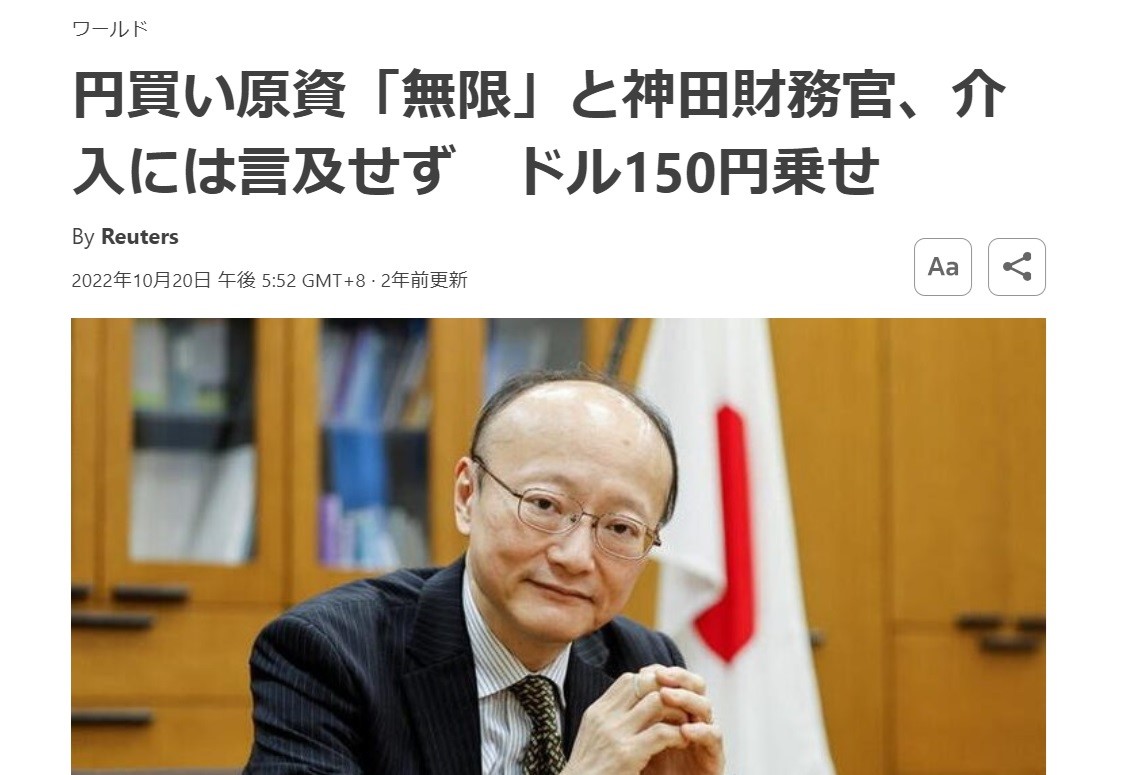 ワールド
円買い原資「無限」と神田財務官、介
入には言及せず　ドル150円乗せ
By Reuters
2022年10月20日 午後 5:52 GMT+8 · 2年前更新
Aa